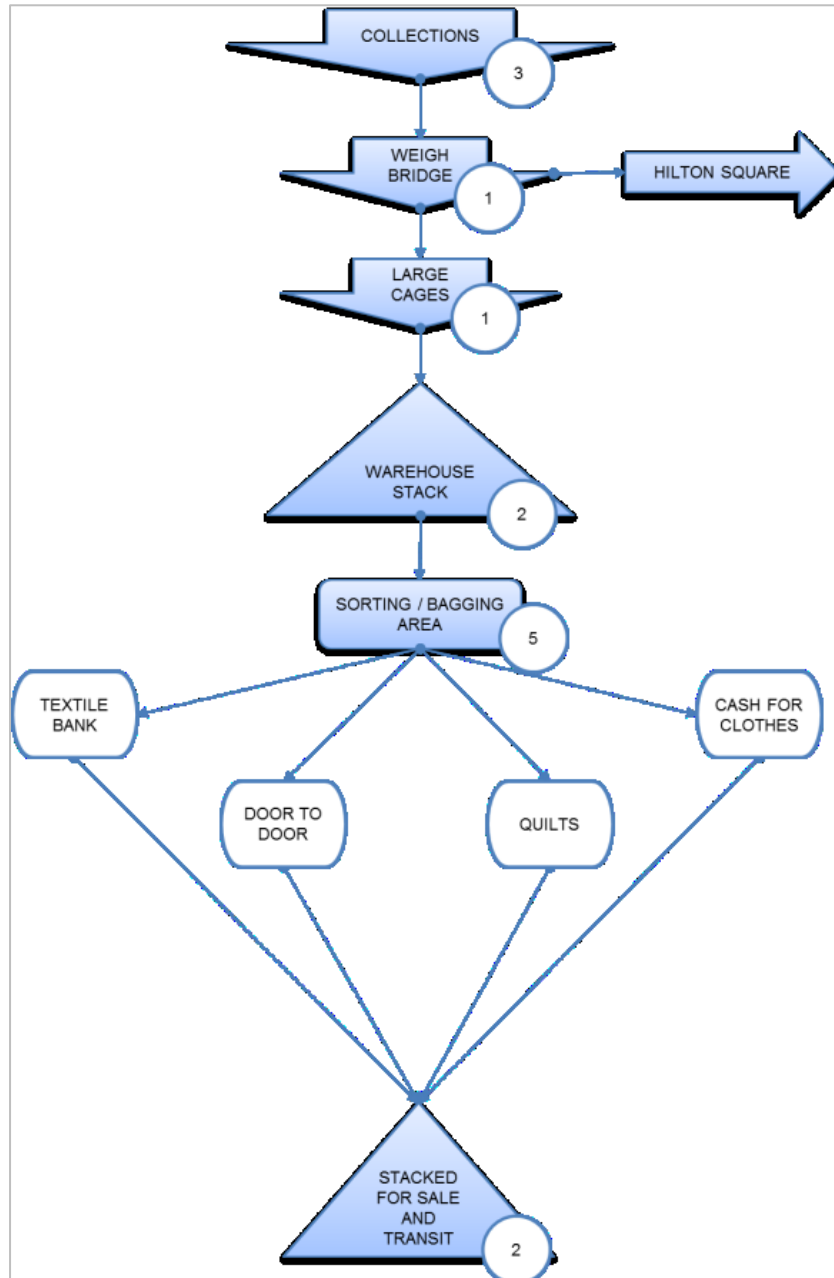 COLLECTIONS
3
WEIGH
BRIDGE
1
HILTON SQUARE
LARGE
CAGES
1
WAREHOUSE
STACK
2
SORTING / BAGGING
AREA
5
TEXTILE
BANK
CASH FOR
CLOTHES
DOOR TO
DOOR
QUILTS
STACKED
FOR SALE
AND
TRANSIT
2